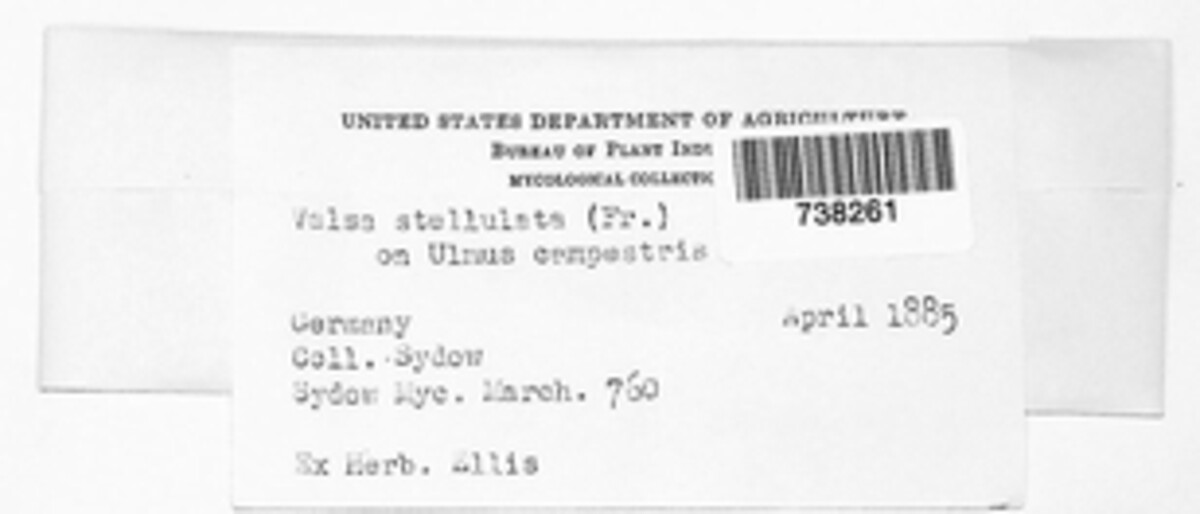 UNITED STATES DEPARTMENT OF AGRICULTURE
BUREAU OF PLANT INDU
MYCOLOGICAL COLLECTIO
738261
Valsa stellulata (Fr.)
on Ulmus campestris
Germany
April 1885
Coll. Sydow
Sydow Myc. March. 760
Ex Herb. Ellis